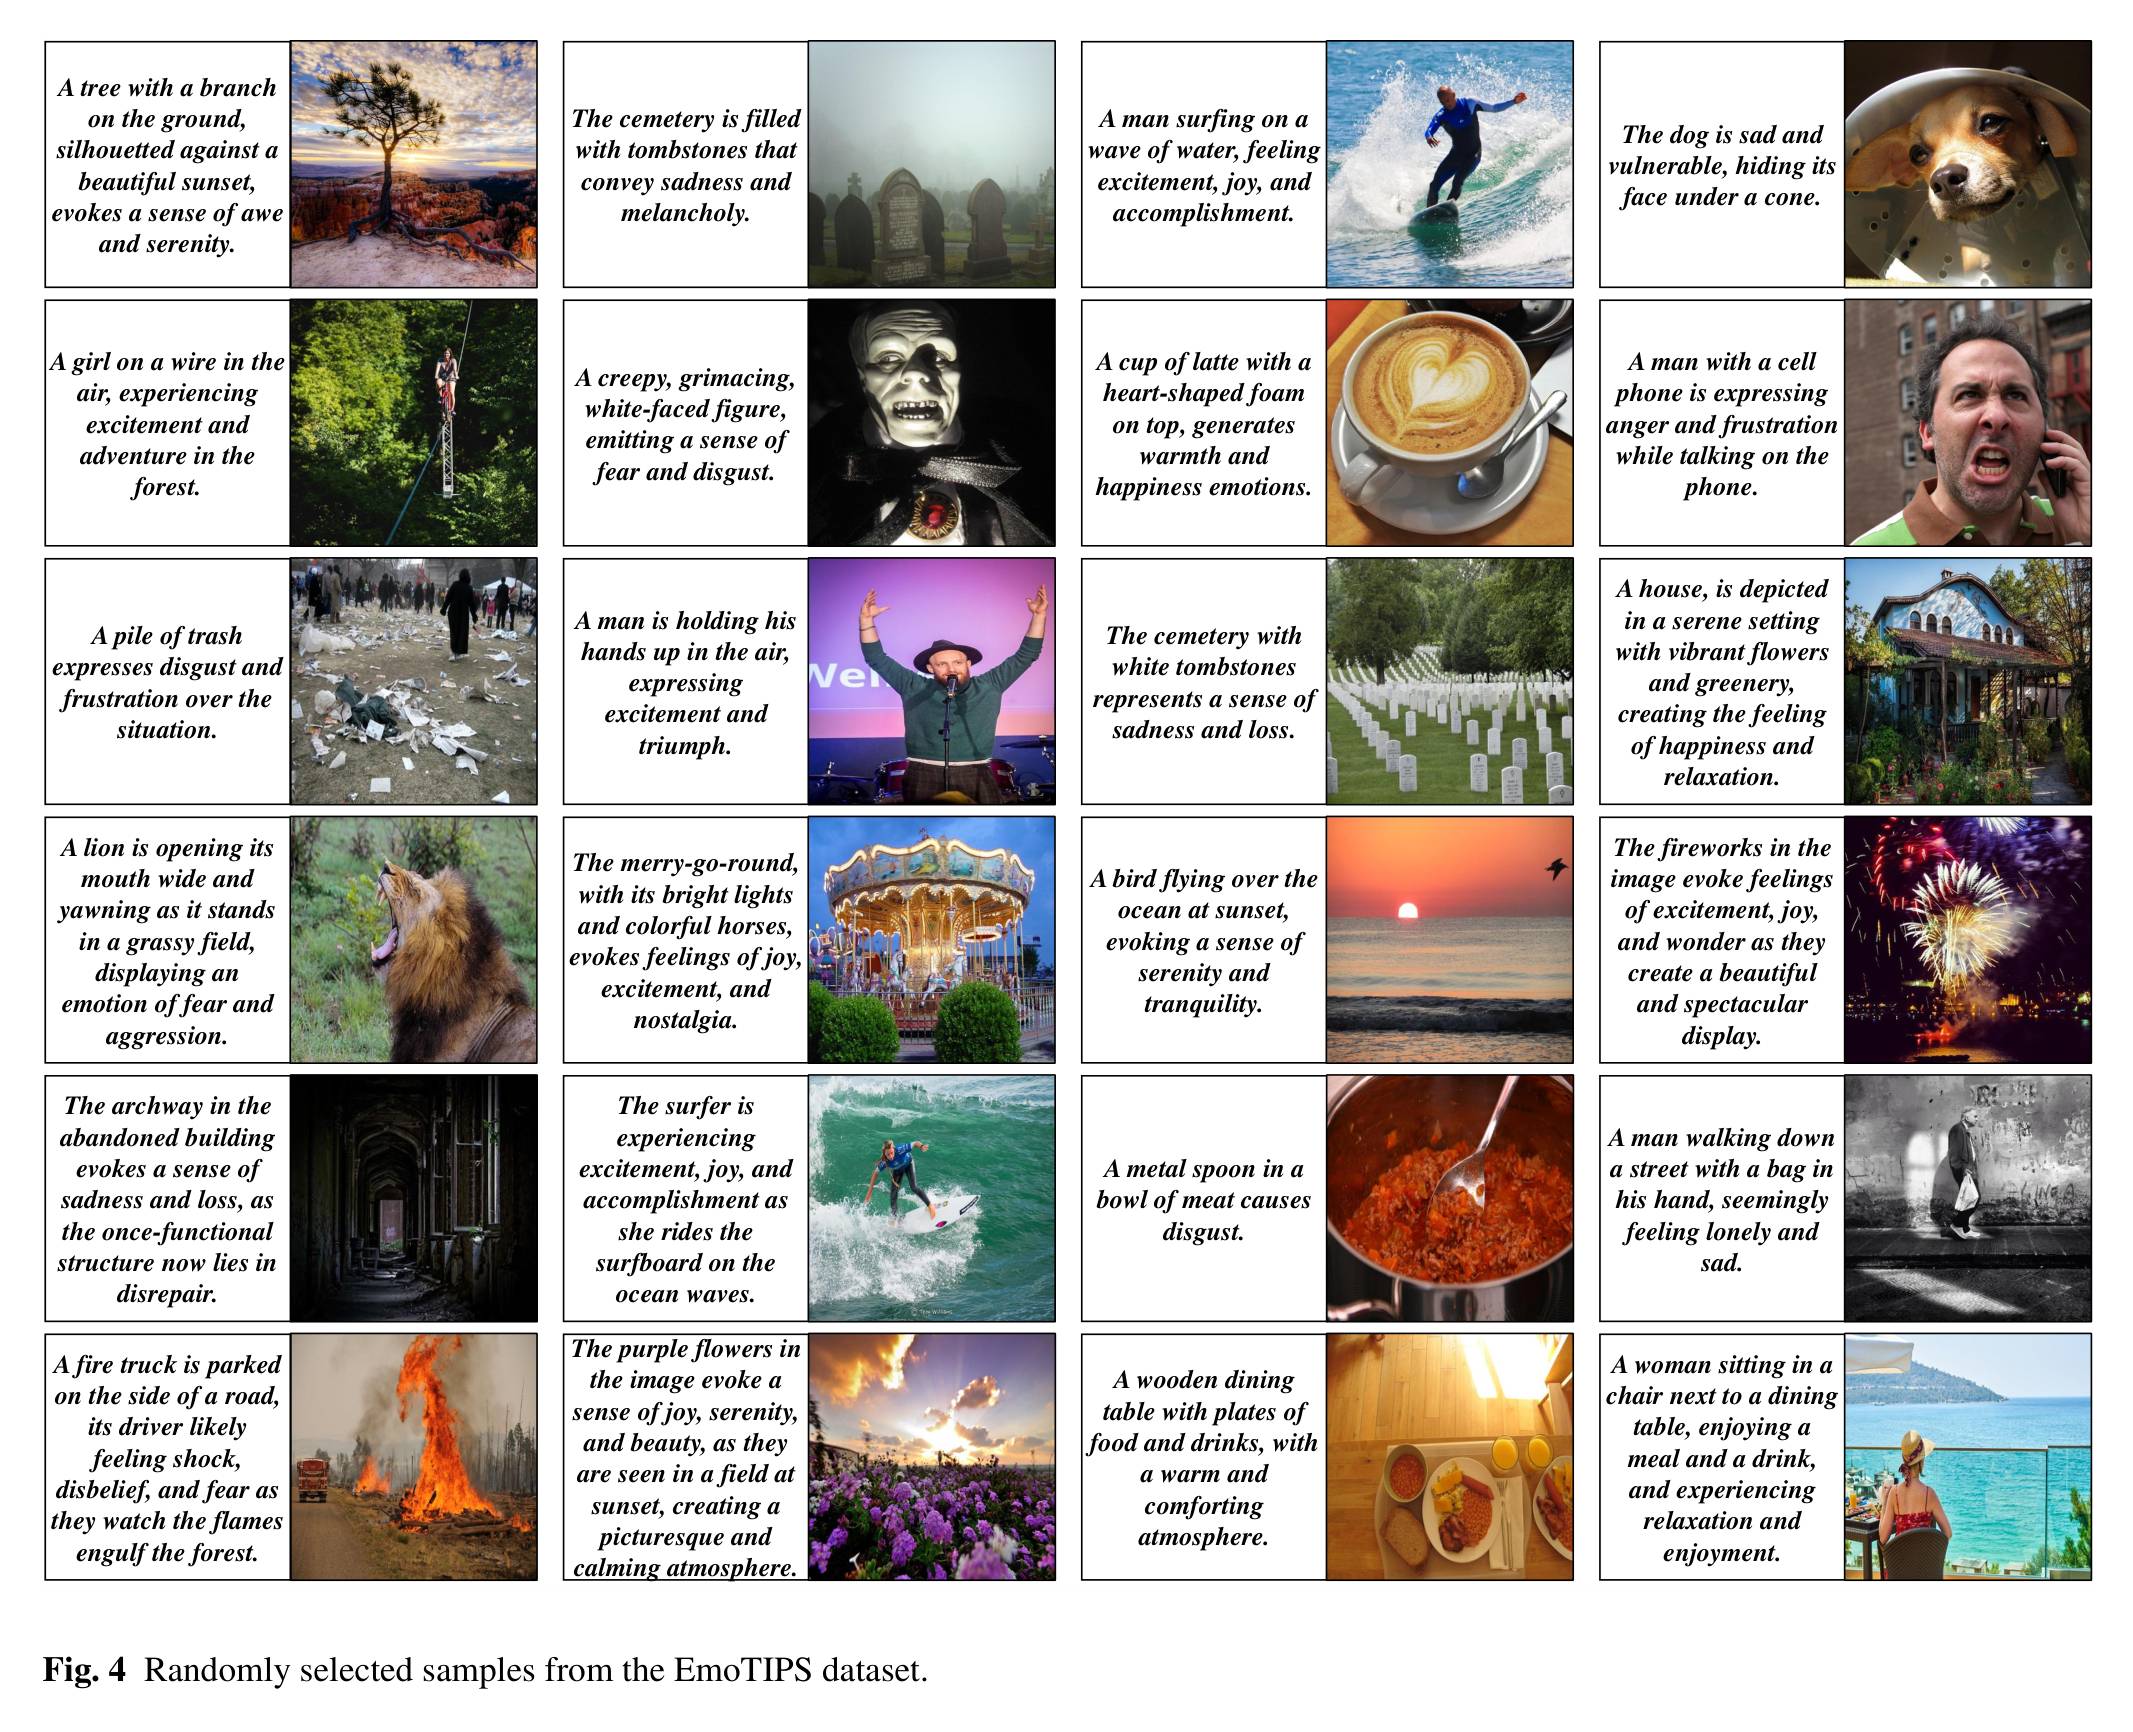 A tree with a branch
on the ground,
silhouetted against a
beautiful sunset,
evokes a sense of awe
and serenity.
The cemetery is filled
with tombstones that
convey sadness and
melancholy.
A man surfing on a
wave of water, feeling
excitement, joy, and
accomplishment.
The dog is sad and
vulnerable, hiding its
face under a cone.
A girl on a wire in the
air, experiencing
excitement and
adventure in the
forest.
A creepy, grimacing,
white-faced figure,
emitting a sense of
fear and disgust.
A cup of latte with a
heart-shaped foam
on top, generates
warmth and
happiness emotions.
A man with a cell
phone is expressing
anger and frustration
while talking on the
phone.
A pile of trash
expresses disgust and
frustration over the
situation.
A man is holding his
hands up in the air,
expressing
excitement and
triumph.
Wel
The cemetery with
white tombstones
represents a sense of
sadness and loss.
A house, is depicted
in a serene setting
with vibrant flowers
and greenery,
creating the feeling
of happiness and
relaxation.
A lion is opening its
mouth wide and
yawning as it stands
in a grassy field,
displaying an
emotion of fear and
aggression.
The merry-go-round,
with its bright lights
and colorful horses,
evokes feelings of joy,
excitement, and
nostalgia.
A bird flying over the
ocean at sunset,
evoking a sense of
serenity and
tranquility.
The fireworks in the
image evoke feelings
of excitement, joy,
and wonder as they
create a beautiful
and spectacular
display.
The archway in the
abandoned building
evokes a sense of
sadness and loss, as
the once-functional
structure now lies in
disrepair.
The surfer is
experiencing
excitement, joy, and
accomplishment as
she rides the
surfboard on the
ocean waves.
A metal spoon in a
bowl of meat causes
disgust.
A man walking down
a street with a bag in
his hand, seemingly
feeling lonely and
sad.
A fire truck is parked
on the side of a road,
its driver likely
feeling shock,
disbelief, and fear as
they watch the flames
engulf the forest.
The purple flowers in
the image evoke a
sense of joy, serenity,
and beauty, as they
are seen in a field at
sunset, creating a
picturesque and
calming atmosphere.
A wooden dining
table with plates of
food and drinks, with
a warm and
comforting
atmosphere.
A woman sitting in a
chair next to a dining
table, enjoying a
meal and a drink,
and experiencing
relaxation and
enjoyment.
Fig. 4 Randomly selected samples from the EmoTIPS dataset.